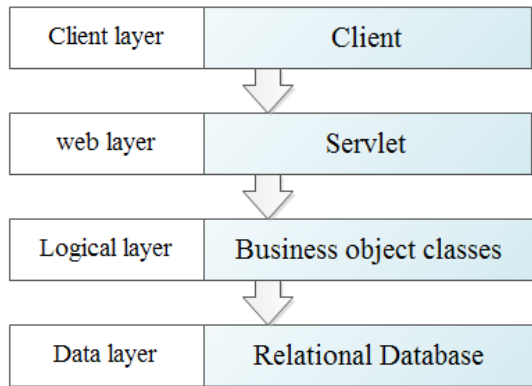 Client layer Client
web layer Servlet
Logical layer Business object classes
Data layer Relational Database